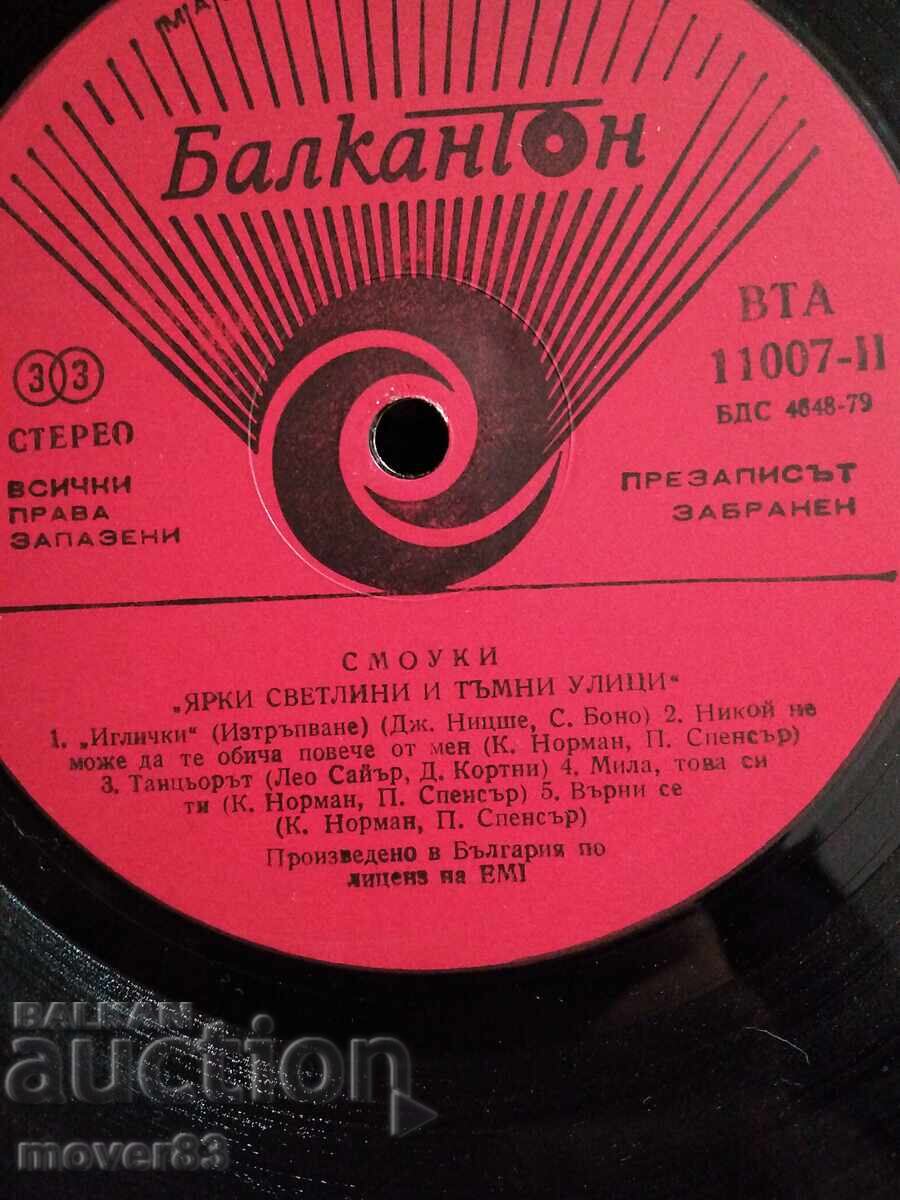 Балкантон
ВТА
11007-II
БДС 4648-79
33
СТЕРЕО
ВСИЧКИ
ПРАВА
ЗАПАЗЕНИ
ПРЕЗАПИСЪТ
ЗАБРАНЕН
СМОУКИ
„ЯРКИ СВЕТЛИНИ И ТЪМНИ УЛИЦИ“
1. „Иглички“ (Изтръпване) (Дж. Ницше, С. Боно) 2. Никой не
може да те обича повече от мен (К. Норман, П. Спенсър)
3. Танцьорът (Лео Сайър, Д. Кортни) 4. Мила, това си
ти (К. Норман, П. Спенсър) 5. Върни се
(К. Норман, П. Спенсър)
Произведено в България по
лиценз на EMI
BALKAN
auction
mover83